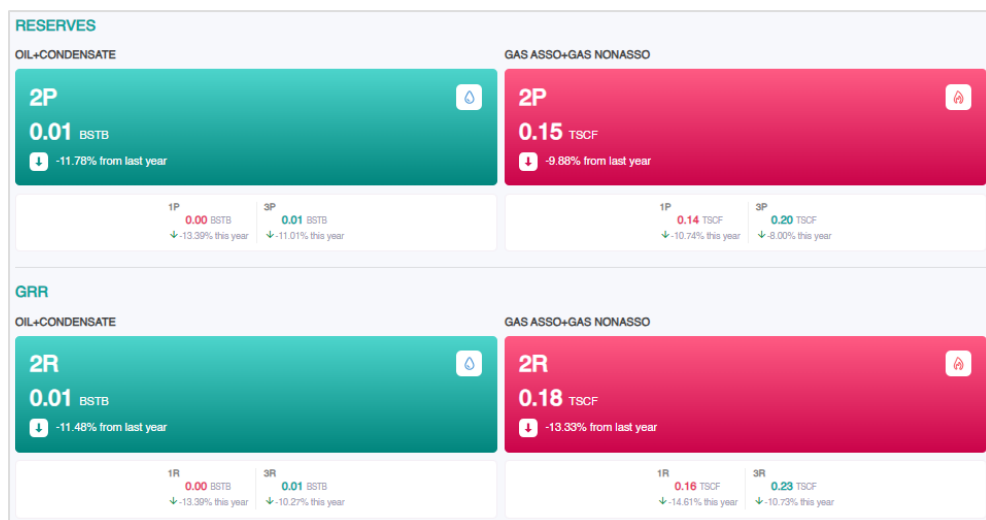 RESERVES
OIL+CONDENSATE
2P
0.01 BSTB
-11.78% from last year
1P
0.00 BSTB
-13.39% this year
3P
0.01 BSTB
-11.01% this year
GAS ASSO+GAS NONASSO
2P
0.15 TSCF
-9.88% from last year
1P
0.14 TSCF
-10.74% this year
3P
0.20 TSCF
-8.00% this year
GRR
OIL+CONDENSATE
2R
0.01 BSTB
-11.48% from last year
1R
0.00 BSTB
-13.39% this year
3R
0.01 BSTB
-10.27% this year
GAS ASSO+GAS NONASSO
2R
0.18 TSCF
-13.33% from last year
1R
0.16 TSCF
-14.61% this year
3R
0.23 TSCF
-10.73% this year